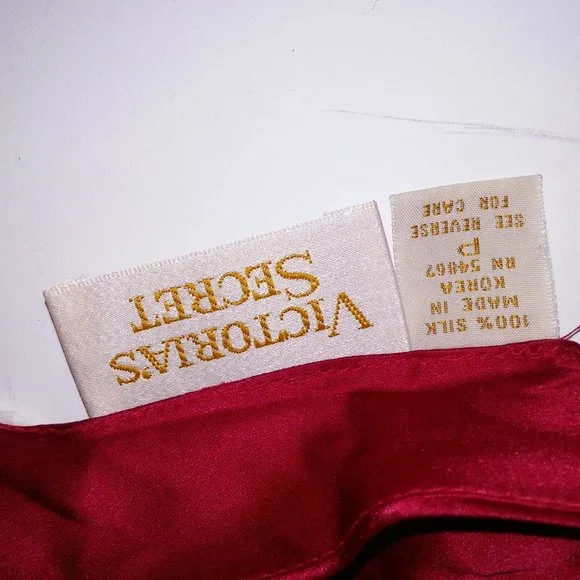 VICTORIA'S
SECRET
100% SILK
MADE IN
KOREA
RN 54867
P
SEE REVERSE
FOR CARE